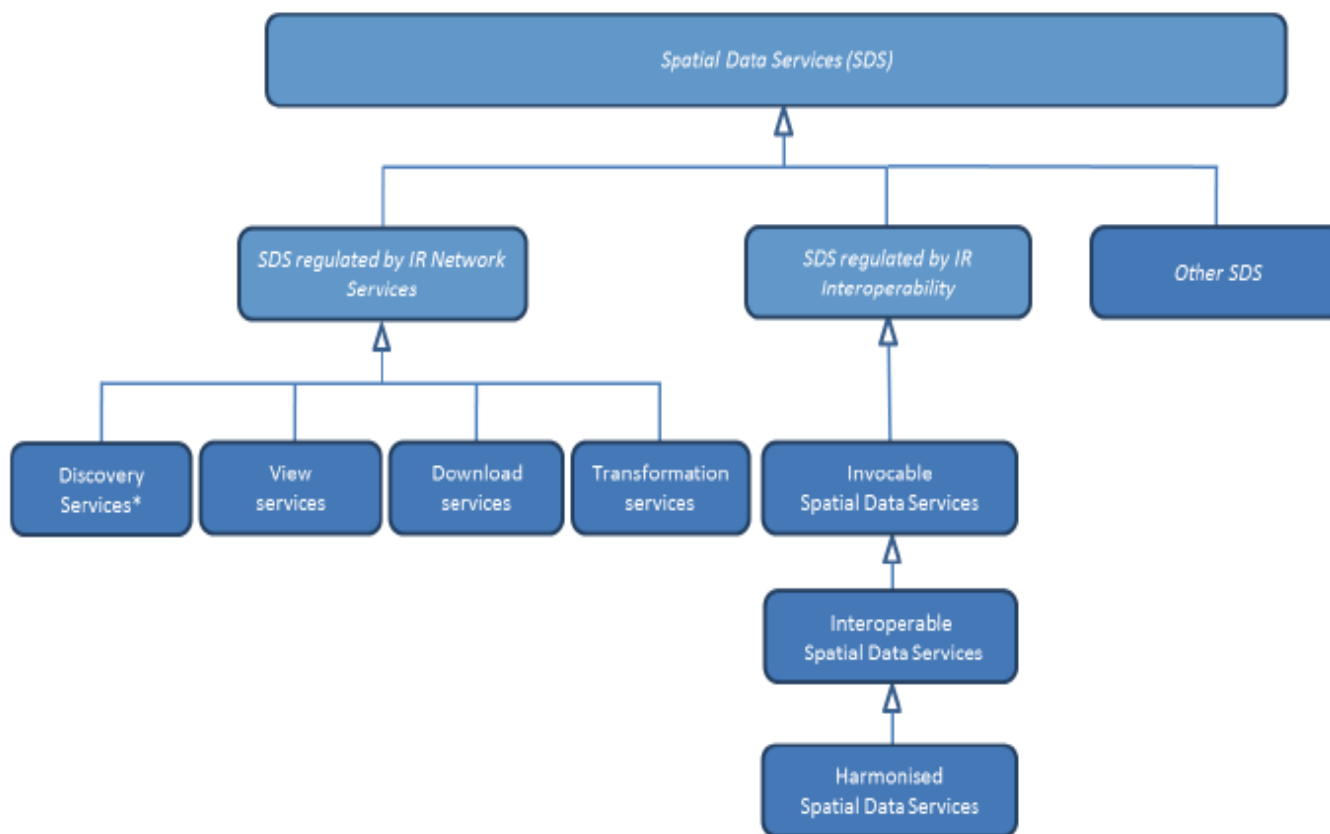 Spatial Data Services (SDS)
SDS regulated by IR Network
Services
SDS regulated by IR
Interoperability
Other SDS
Discovery
Services*
View
services
Download
services
Transformation
services
Invocable
Spatial Data Services
Interoperable
Spatial Data Services
Harmonised
Spatial Data Services